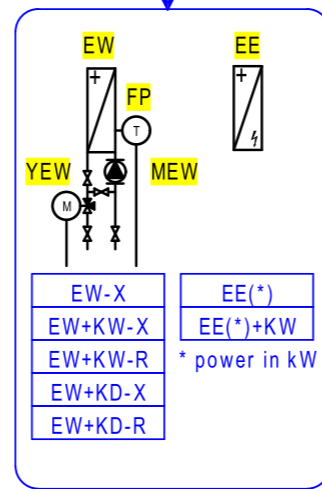 EW EE
FP
T
YEW MEW
M
EW-X EE(*)
EW+KW-X EE(*)+KW
EW+KW-R * power in kW
EW+KD-X
EW+KD-R